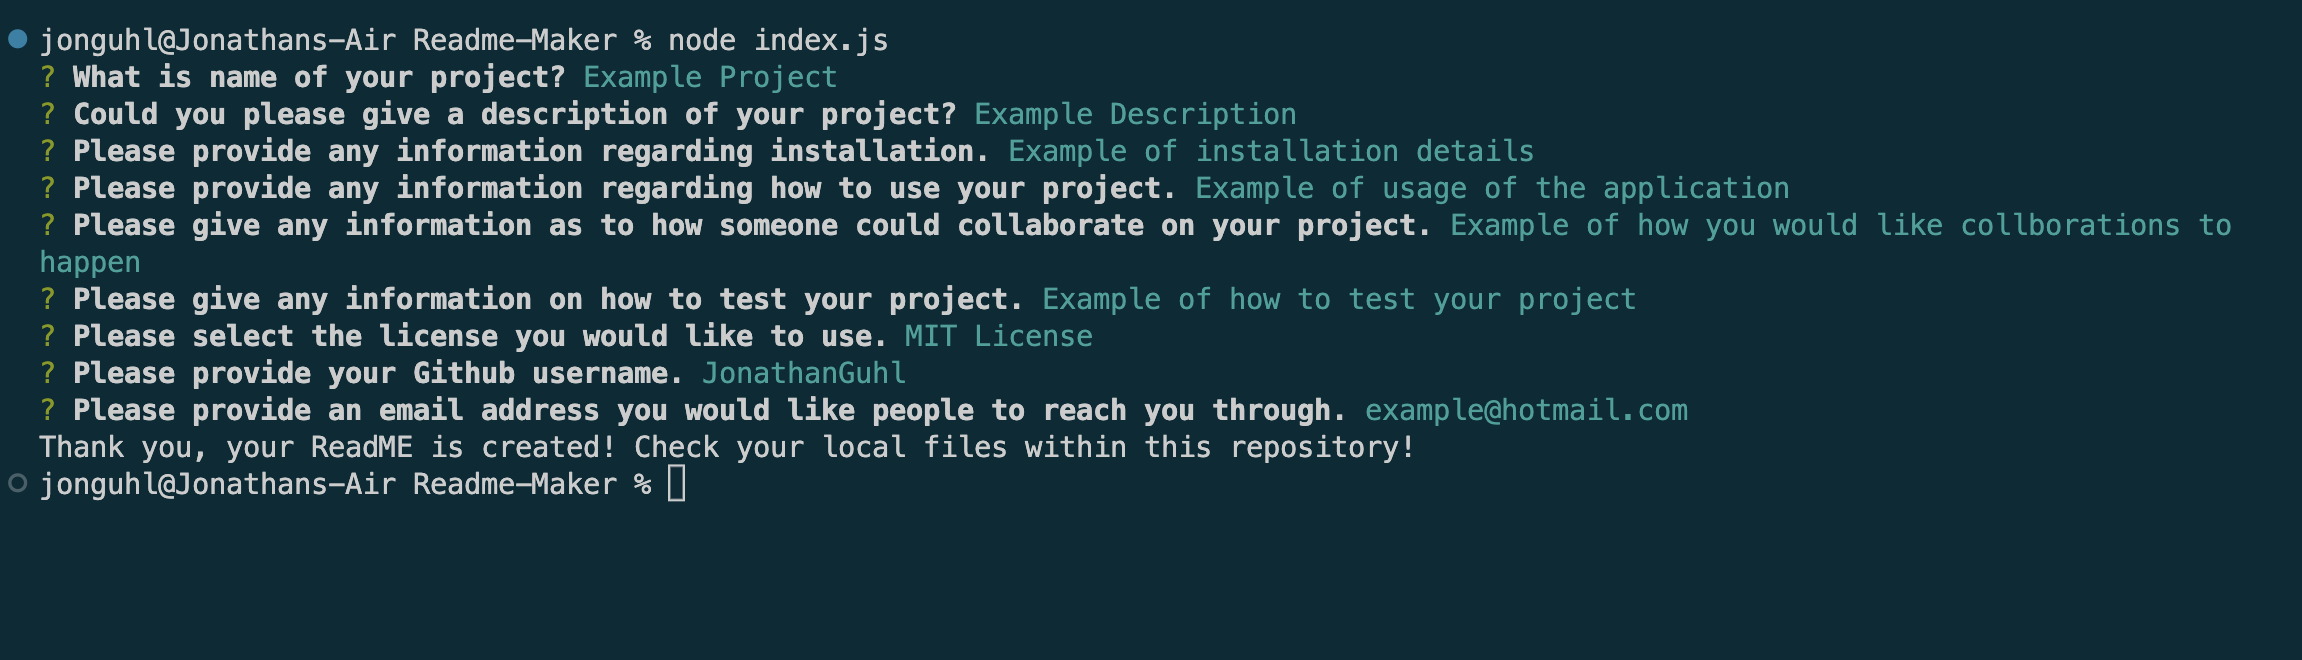 jonguhl@Jonathans-Air Readme-Maker % node index.js
? What is name of your project? Example Project
? Could you please give a description of your project? Example Description
? Please provide any information regarding installation. Example of installation details
? Please provide any information regarding how to use your project. Example of usage of the application
? Please give any information as to how someone could collaborate on your project. Example of how you would like collborations to
happen
? Please give any information on how to test your project. Example of how to test your project
? Please select the license you would like to use. MIT License
? Please provide your Github username. JonathanGuhl
? Please provide an email address you would like people to reach you through. example@hotmail.com
Thank you, your ReadME is created! Check your local files within this repository!
jonguhl@Jonathans-Air Readme-Maker %